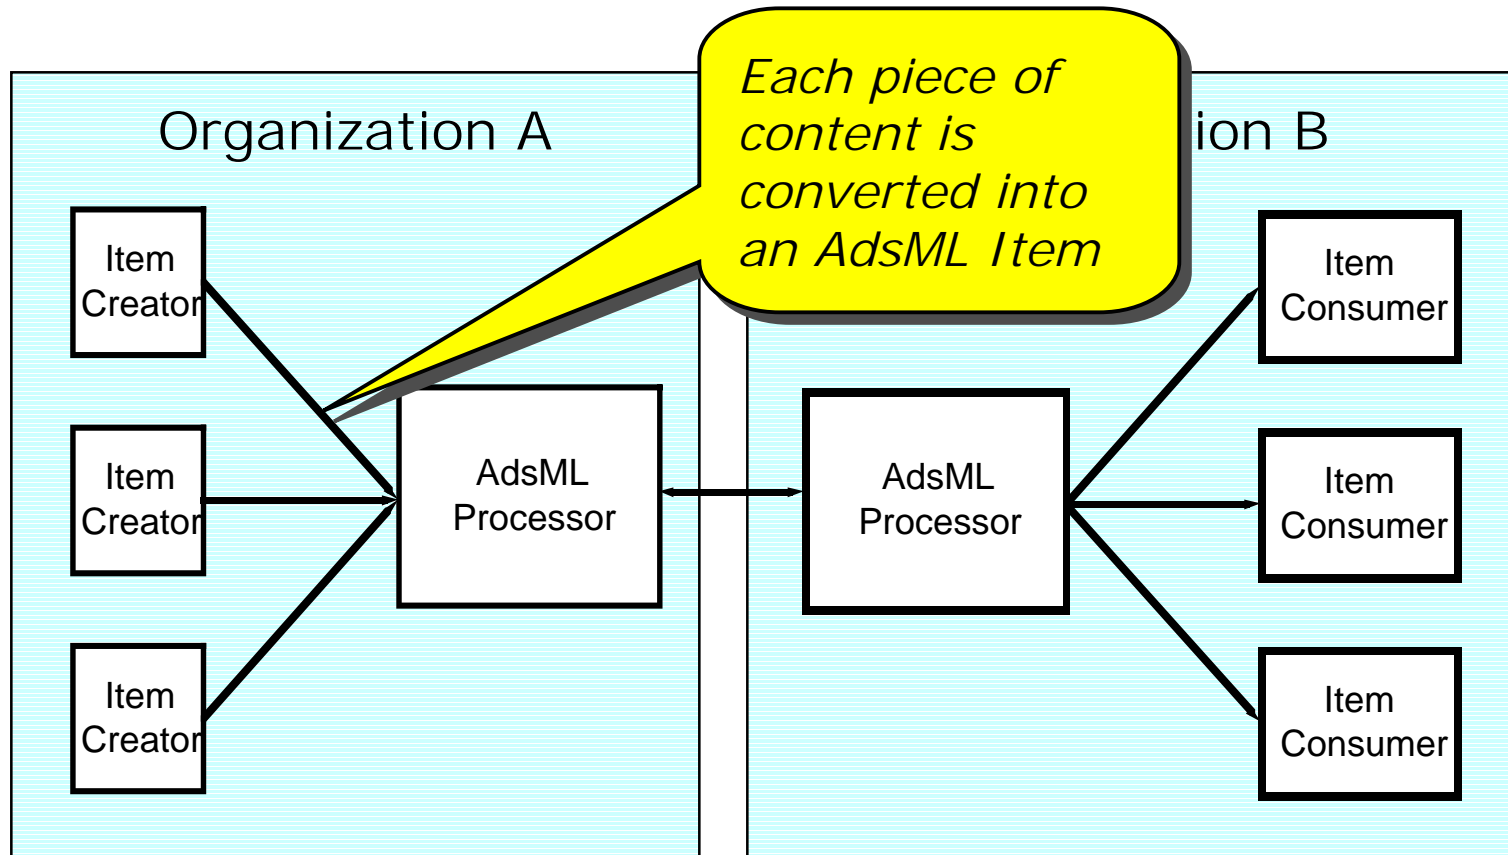 Organization A
Each piece of
content is
converted into
an AdsML Item
ion B
Item
Creator
Item
Creator
Item
Creator
AdsML
Processor
AdsML
Processor
Item
Consumer
Item
Consumer
Item
Consumer